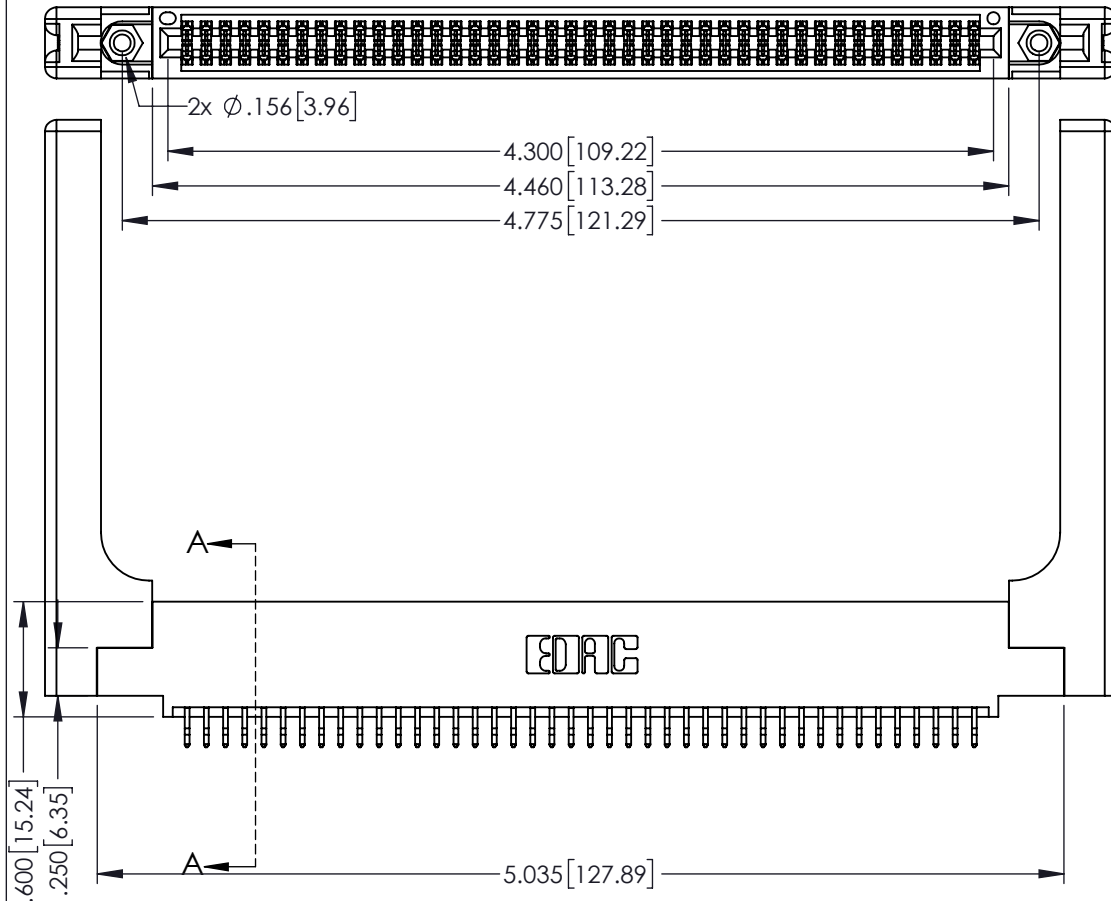 2x ∅.156[3.96]
4.300[109.22]
4.460[113.28]
4.775[121.29]
A
EDAC
A
.600[15.24]
.250[6.35]
5.035[127.89]